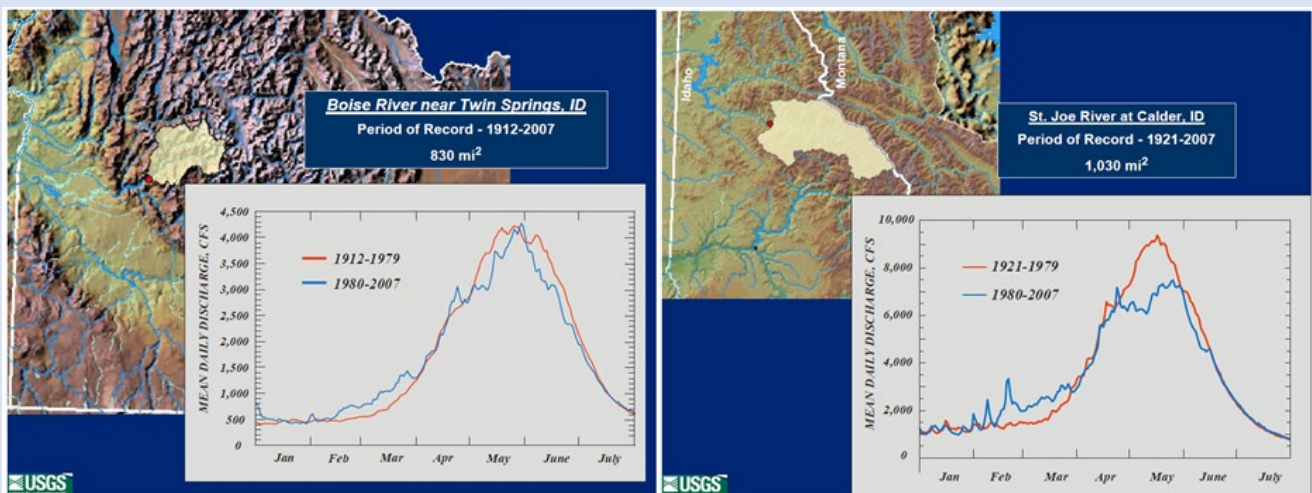 Boise River near Twin Springs, ID
Period of Record - 1912-2007
830 mi²
MEAN DAILY DISCHARGE, CFS
4,500
4,000
3,500
3,000
2,500
2,000
1,500
1,000
500
0
1912-1979
1980-2007
Jan Feb Mar Apr May June July
USGS
Idaho
Montana
St. Joe River at Calder, ID
Period of Record - 1921-2007
1,030 mi²
MEAN DAILY DISCHARGE, CFS
10,000
8,000
6,000
4,000
2,000
0
1921-1979
1980-2007
Jan Feb Mar Apr May June July
USGS